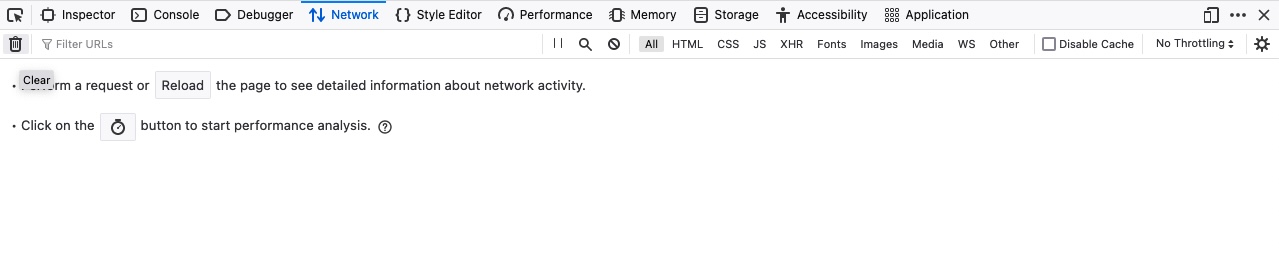 Inspector Console Debugger Network Style Editor Performance Memory Storage Accessibility Application
Filter URLs All HTML CSS JS XHR Fonts Images Media WS Other Disable Cache No Throttling
Clear
rm a request or Reload the page to see detailed information about network activity.
Click on the button to start performance analysis.